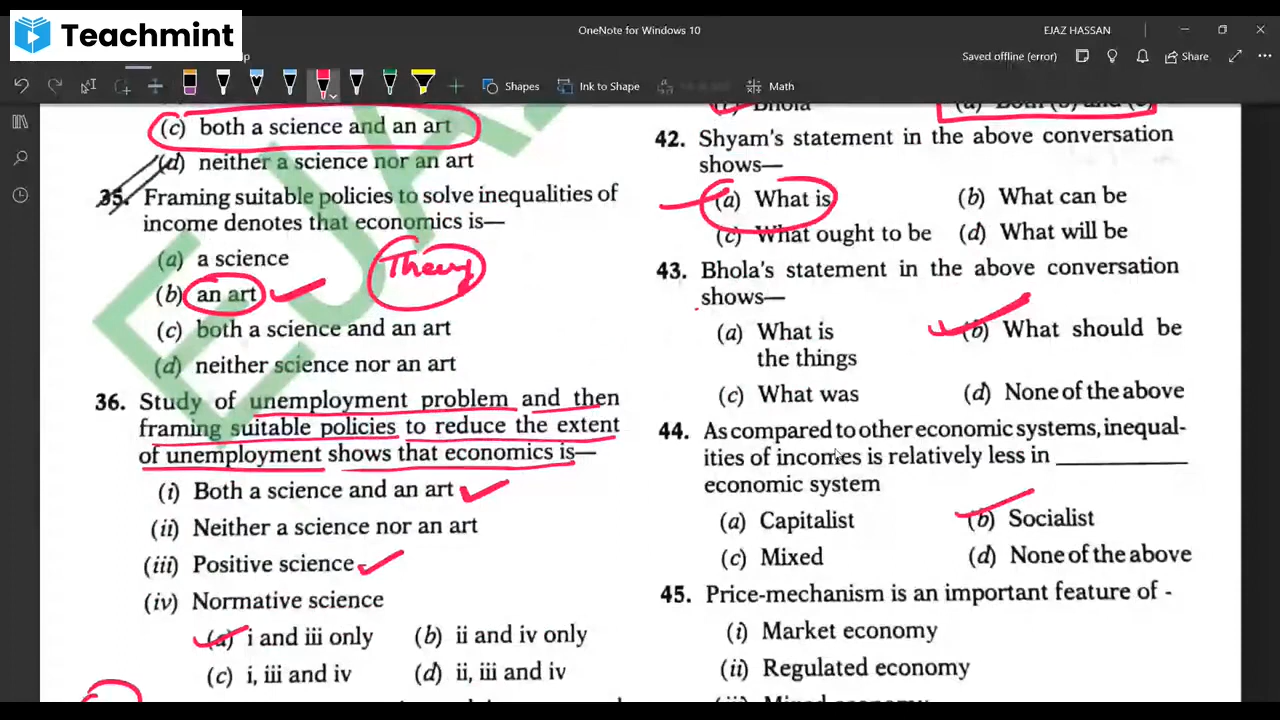 Teachmint
OneNote for Windows 10
EJAZ HASSAN
Saved offline (error)
Share
Shapes
Ink to Shape
Math
(c) both a science and an art
(d) neither a science nor an art
35. Framing suitable policies to solve inequalities of
income denotes that economics is—
(a) a science
Theory
(b) an art
(c) both a science and an art
(d) neither science nor an art
36. Study of unemployment problem and then
framing suitable policies to reduce the extent
of unemployment shows that economics is—
(i) Both a science and an art
(ii) Neither a science nor an art
(iii) Positive science
(iv) Normative science
(a) i and iii only (b) ii and iv only
(c) i, iii and iv (d) ii, iii and iv
Bhola
42. Shyam's statement in the above conversation
shows—
(a) What is (b) What can be
(c) What ought to be (d) What will be
43. Bhola's statement in the above conversation
shows—
(a) What is (b) What should be
the things
(c) What was (d) None of the above
44. As compared to other economic systems, inequal-
ities of incomes is relatively less in __________
economic system
(a) Capitalist (b) Socialist
(c) Mixed (d) None of the above
45. Price-mechanism is an important feature of -
(i) Market economy
(ii) Regulated economy
EJAZ